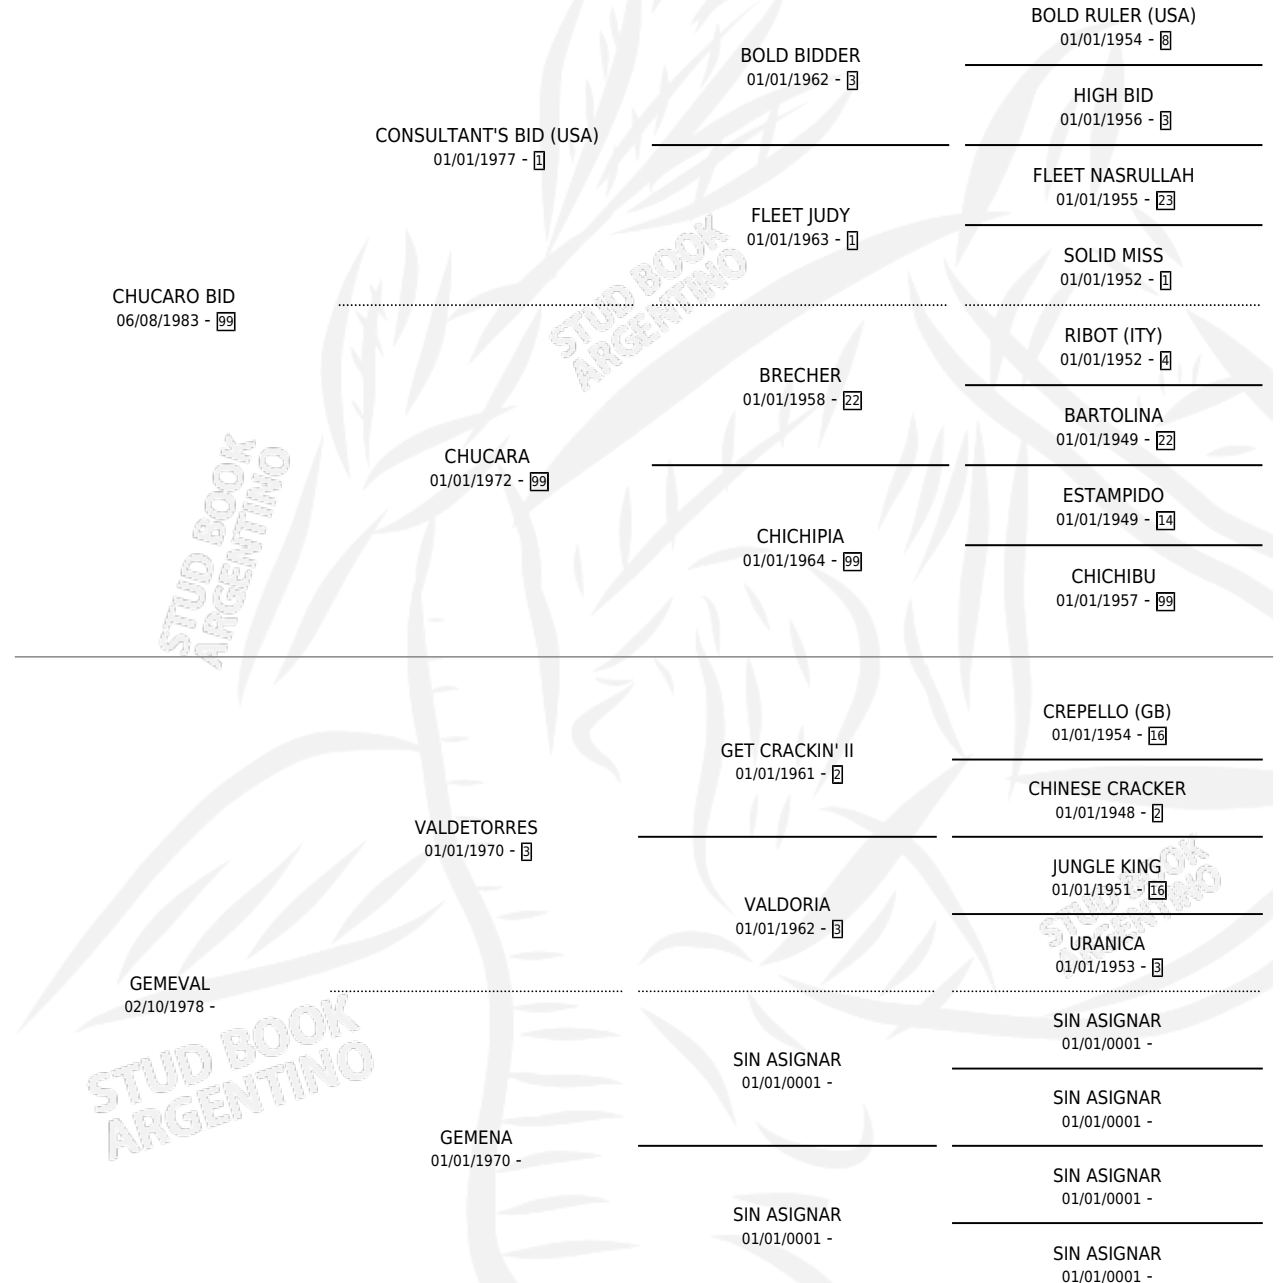 BOLD RULER (USA)
01/01/1954 - 8
BOLD BIDDER
01/01/1962 - 3
HIGH BID
01/01/1956 - 3
CONSULTANT'S BID (USA)
01/01/1977 - 1
FLEET NASRULLAH
01/01/1955 - 23
FLEET JUDY
01/01/1963 - 1
SOLID MISS
01/01/1952 - 1
CHUCARO BID
06/08/1983 - 99
RIBOT (ITY)
01/01/1952 - 4
BRECHER
01/01/1958 - 22
BARTOLINA
01/01/1949 - 22
CHUCARA
01/01/1972 - 99
ESTAMPIDO
01/01/1949 - 14
CHICHIPIA
01/01/1964 - 99
CHICHIBU
01/01/1957 - 99
CREPELLO (GB)
01/01/1954 - 16
GET CRACKIN' II
01/01/1961 - 2
CHINESE CRACKER
01/01/1948 - 2
VALDETORRES
01/01/1970 - 3
JUNGLE KING
01/01/1951 - 16
VALDORIA
01/01/1962 - 3
URANICA
01/01/1953 - 3
GEMEVAL
02/10/1978 -
SIN ASIGNAR
01/01/0001 -
SIN ASIGNAR
01/01/0001 -
SIN ASIGNAR
01/01/0001 -
GEMENA
01/01/1970 -
SIN ASIGNAR
01/01/0001 -
SIN ASIGNAR
01/01/0001 -
SIN ASIGNAR
01/01/0001 -
STUD BOOK
ARGENTINO
STUD BOOK
ARGENTINO
STUD BOOK
ARGENTINO
STUD BOOK
ARGENTINO